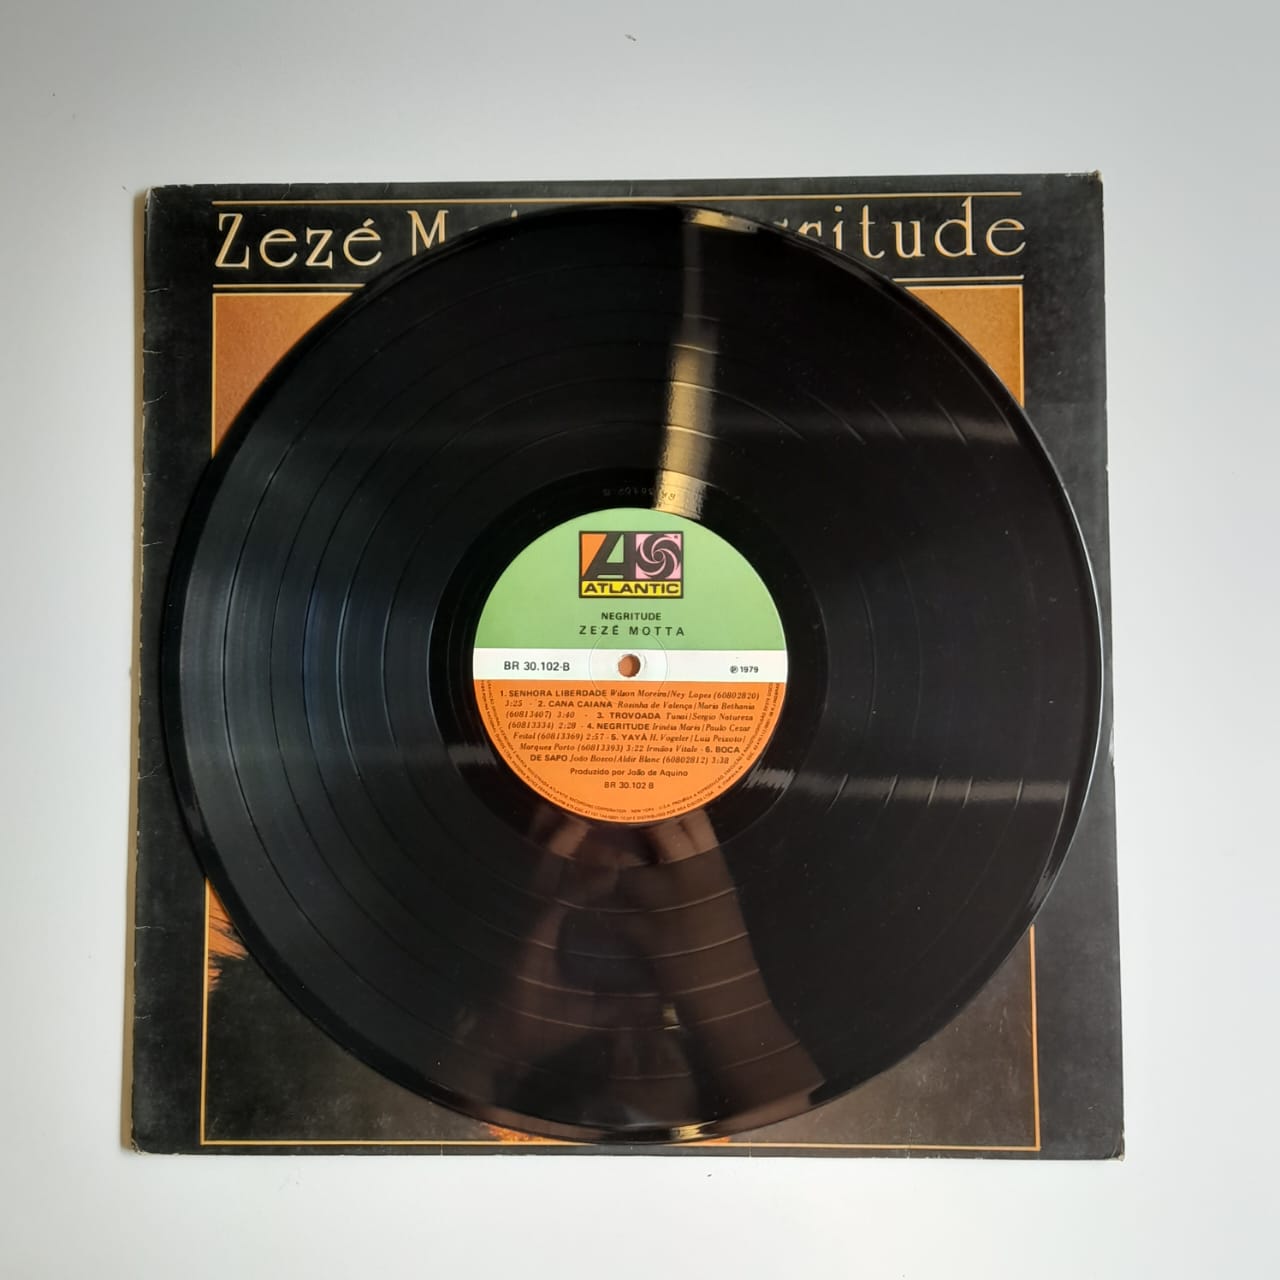 Zezé
itude
ATLANTIC
NEGRITUDE
ZEZÉ MOTTA
BR 30.102-B
℗ 1979
1. SENHORA LIBERDADE Wilson Moreira/Ney Lopes (60802820)
3:25 - 2. CANA CAIANA Rosinha de Valença/Maria Bethania
(60813407) 3:40 - 3. TROVOADA Tunai/Sergio Natureza
(60813334) 2:28 - 4. NEGRITUDE Irinéia Maria/Paulo Cezar
Feital (60813369) 2:57 - 5. YAYÁ H. Vogeler/Luis Peixoto/
Marques Porto (60813393) 3:22 Irmãos Vitale - 6. BOCA
DE SAPO João Bosco/Aldir Blanc (60802812) 3:38
Produzido por João de Aquino
BR 30.102 B